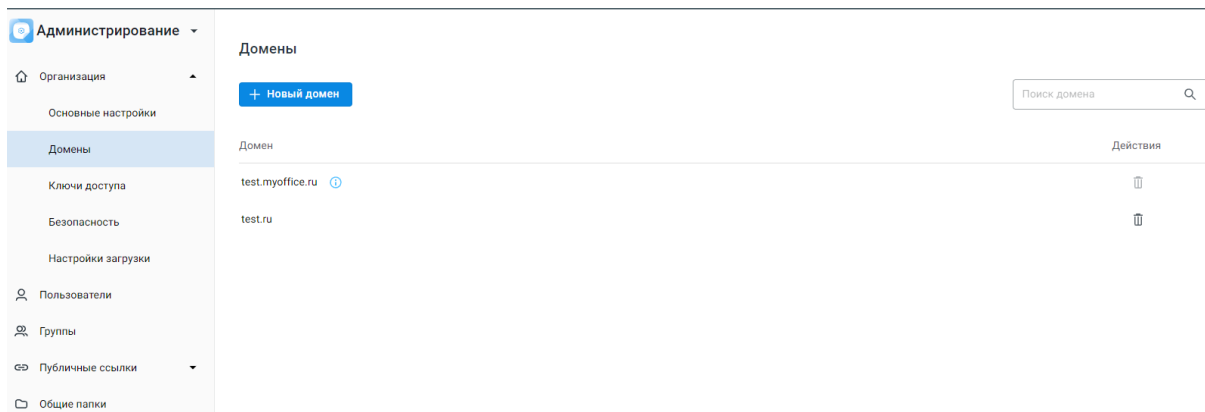 Администрирование
Организация
Основные настройки
Домены
Ключи доступа
Безопасность
Настройки загрузки
Пользователи
Группы
Публичные ссылки
Общие папки
Домены
Новый домен
Поиск домена
Домен Действия
test.myoffice.ru
test.ru